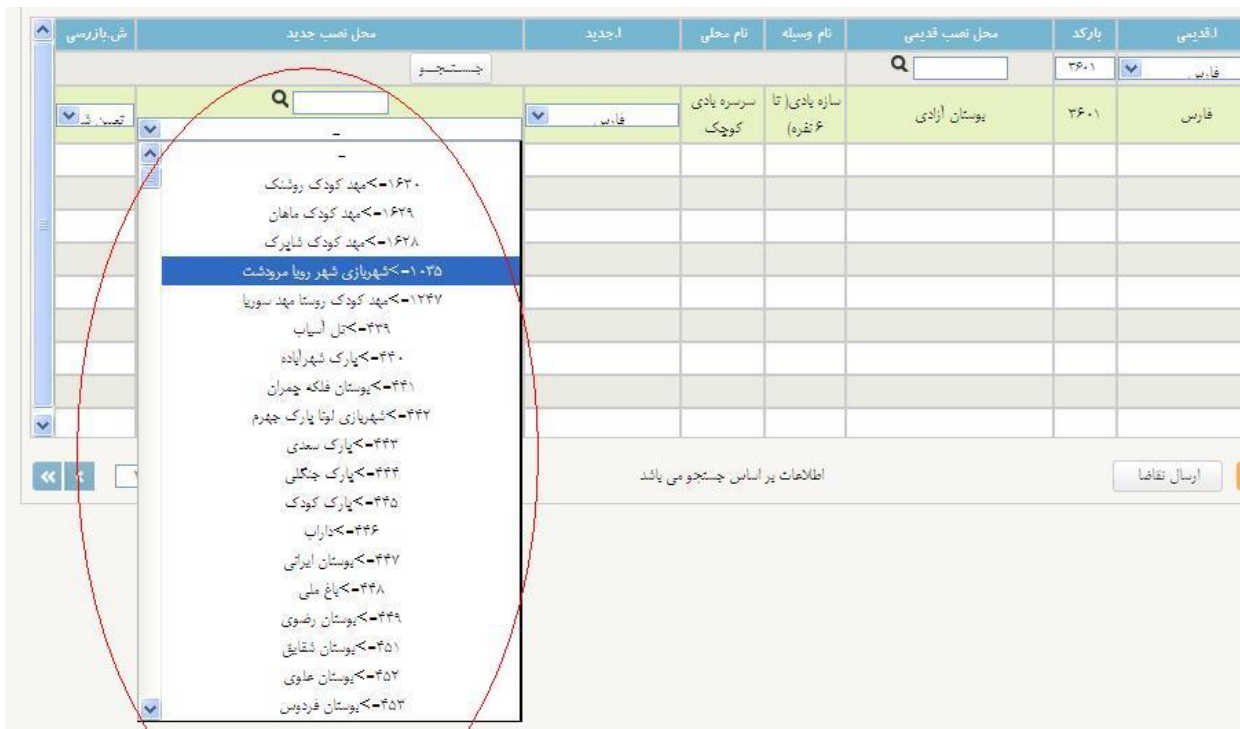 ا.قدیمی بارکد محل نصب قدیمی نام وسیله نام محلی ا.جدید محل نصب جدید ش.بازرسی
فارس ۳۶۰۱ جستجو
فارس ۳۶۰۱ بوستان آزادی سازه بادی( تا ۶ نفره) سرسره بادی کوچک فارس تعیین
-
-
۱۶۳۰=>مهد کودک روشنک
۱۶۲۹=>مهد کودک ماهان
۱۶۲۸=>مهد کودک شاپرک
۱۰۳۵=>شهربازی شهر رویا مرودشت
۱۲۴۷=>مهد کودک روستا مهد سوریا
۴۳۹=>تل آسیاب
۴۴۰=>پارک شهرآباده
۴۴۱=>بوستان فلکه چمران
۴۴۲=>شهربازی لونا پارک جهرم
۴۴۳=>پارک سعدی
۴۴۴=>پارک جنگلی
۴۴۵=>پارک کودک
۴۴۶=>داراب
۴۴۷=>بوستان ایرانی
۴۴۸=>باغ ملی
۴۴۹=>بوستان رضوی
۴۵۱=>بوستان شقایق
۴۵۲=>بوستان علوی
۴۵۳=>بوستان فردوس
ارسال تقاضا اطلاعات بر اساس جستجو می باشد